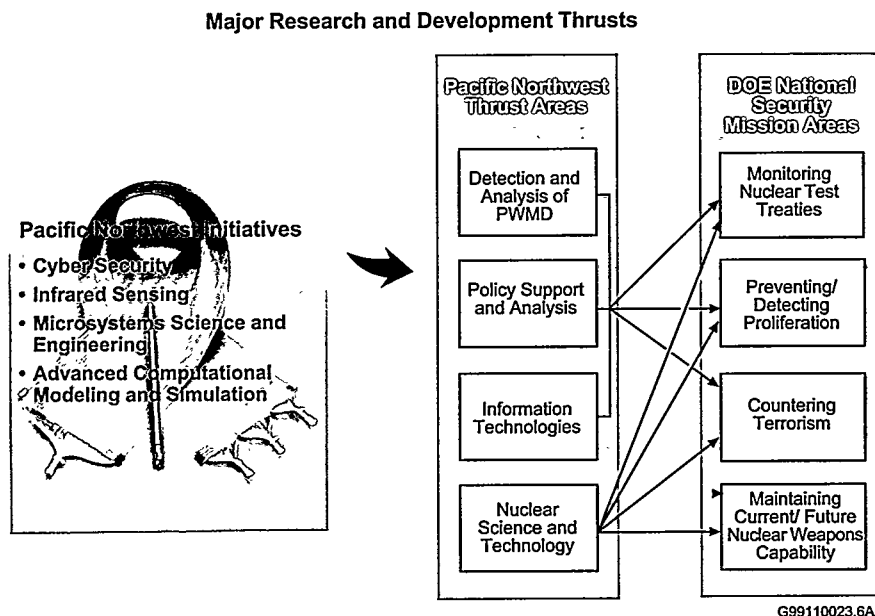 Major Research and Development Thrusts
Pacific Northwest Initiatives
• Cyber Security
• Infrared Sensing
• Microsystems Science and
Engineering
• Advanced Computational
Modeling and Simulation
Pacific Northwest
Thrust Areas
Detection and
Analysis of
PWMD
Policy Support
and Analysis
Information
Technologies
Nuclear
Science and
Technology
DOE National
Security
Mission Areas
Monitoring
Nuclear Test
Treaties
Preventing/
Detecting
Proliferation
Countering
Terrorism
Maintaining
Current/ Future
Nuclear Weapons
Capability
G99110023.6A